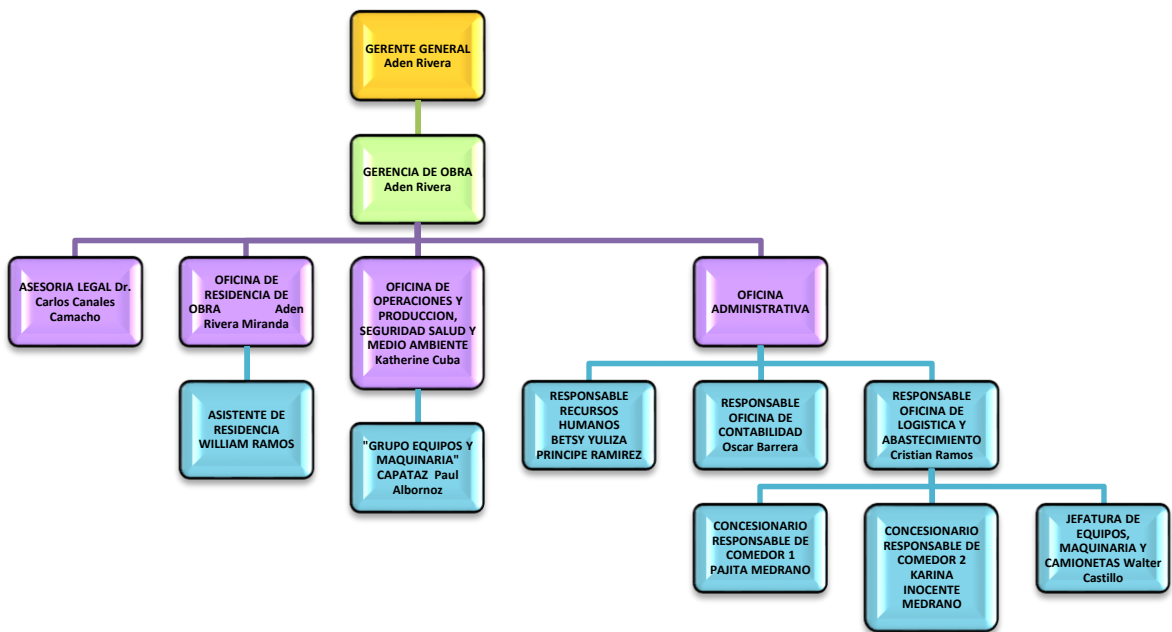 GERENTE GENERAL
Aden Rivera
GERENCIA DE OBRA
Aden Rivera
ASESORIA LEGAL Dr.
Carlos Canales
Camacho
OFICINA DE
RESIDENCIA DE
OBRA Aden
Rivera Miranda
OFICINA DE
OPERACIONES Y
PRODUCCION,
SEGURIDAD SALUD Y
MEDIO AMBIENTE
Katherine Cuba
OFICINA
ADMINISTRATIVA
ASISTENTE DE
RESIDENCIA
WILLIAM RAMOS
"GRUPO EQUIPOS Y
MAQUINARIA"
CAPATAZ Paul
Albornoz
RESPONSABLE
RECURSOS
HUMANOS
BETSY YULIZA
PRINCIPE RAMIREZ
RESPONSABLE
OFICINA DE
CONTABILIDAD
Oscar Barrera
RESPONSABLE
OFICINA DE
LOGISTICA Y
ABASTECIMIENTO
Cristian Ramos
CONCESIONARIO
RESPONSABLE DE
COMEDOR 1
PAJITA MEDRANO
CONCESIONARIO
RESPONSABLE DE
COMEDOR 2
KARINA
INOCENTE
MEDRANO
JEFATURA DE
EQUIPOS,
MAQUINARIA Y
CAMIONETAS Walter
Castillo